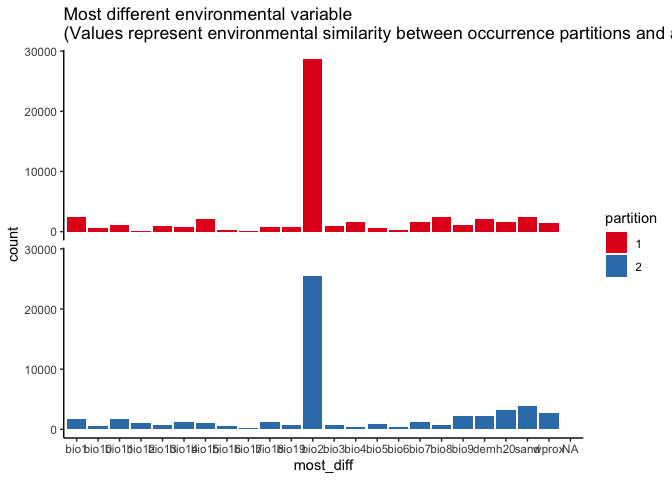 Most different environmental variable
(Values represent environmental similarity between occurrence partitions and a
30000
20000
10000
0
30000
20000
10000
0
count
bio1 bio10 bio11 bio12 bio13 bio14 bio15 bio16 bio17 bio18 bio19 bio2 bio3 bio4 bio5 bio6 bio7 bio8 bio9 dem h20 sand wprox NA
most_diff
partition
1
2